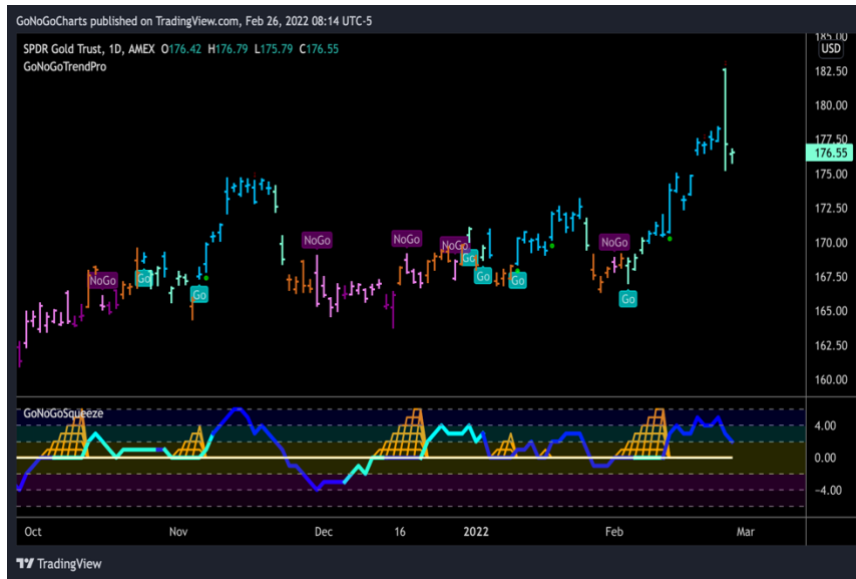 GoNoGoCharts published on TradingView.com, Feb 26, 2022 08:14 UTC-5
SPDR Gold Trust, 1D, AMEX O176.42 H176.79 L175.79 C176.55
GoNoGoTrendPro
185.00
USD
182.50
180.00
177.50
176.55
175.00
172.50
170.00
167.50
165.00
162.50
160.00
NoGo
Go
Go
NoGo
NoGo
NoGo
Go
Go
Go
NoGo
Go
GoNoGoSqueeze
4.00
0.00
−4.00
Oct Nov Dec 16 2022 Feb Mar
TradingView